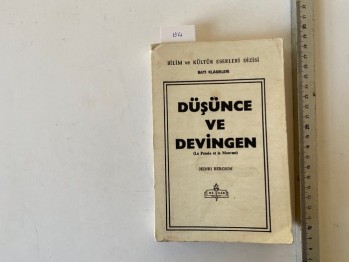 BİLİM ve KÜLTÜR ESERLERİ DİZİSİ
BATI KLASİKLERİ
DÜŞÜNCE
VE
DEVİNGEN
(La Pensée et le Mouvant)
HENRI BERGSON